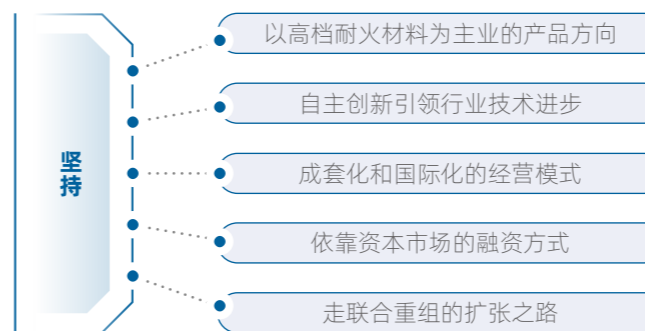 坚持
以高档耐火材料为主业的产品方向
自主创新引领行业技术进步
成套化和国际化的经营模式
依靠资本市场的融资方式
走联合重组的扩张之路